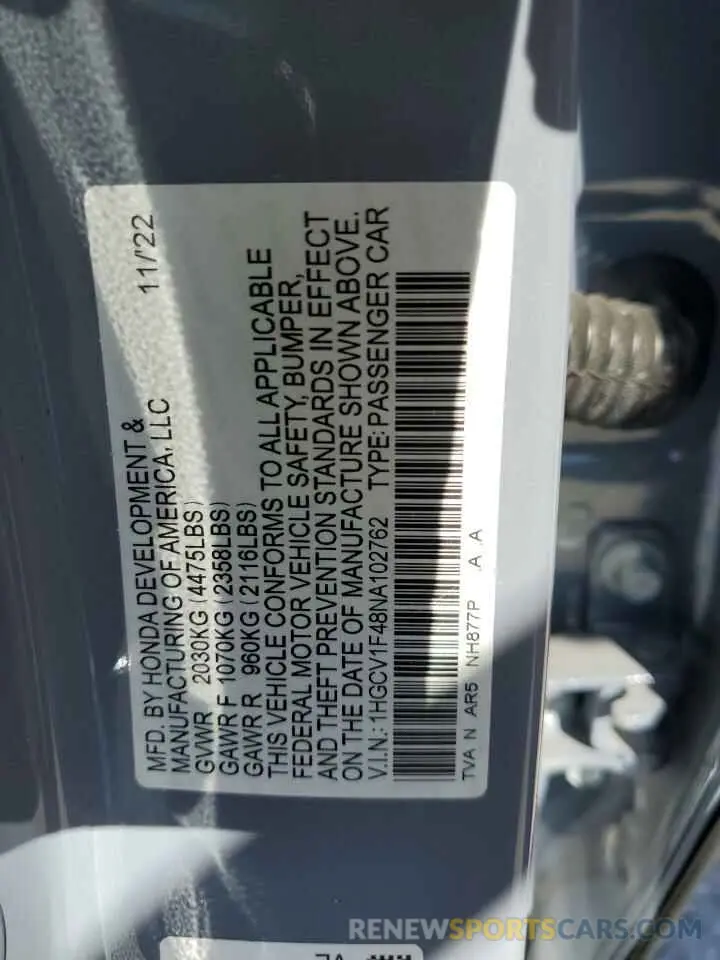 MFD. BY HONDA DEVELOPMENT & 11/'22
MANUFACTURING OF AMERICA, LLC
GVWR 2030KG (4475LBS)
GAWR F 1070KG (2358LBS)
GAWR R 960KG (2116LBS)
THIS VEHICLE CONFORMS TO ALL APPLICABLE
FEDERAL MOTOR VEHICLE SAFETY, BUMPER,
AND THEFT PREVENTION STANDARDS IN EFFECT
ON THE DATE OF MANUFACTURE SHOWN ABOVE.
V.I.N.: 1HGCV1F48NA102762 TYPE: PASSENGER CAR
TVA N AR5 NH877P A .A
RENEWSPORTSCARS.COM